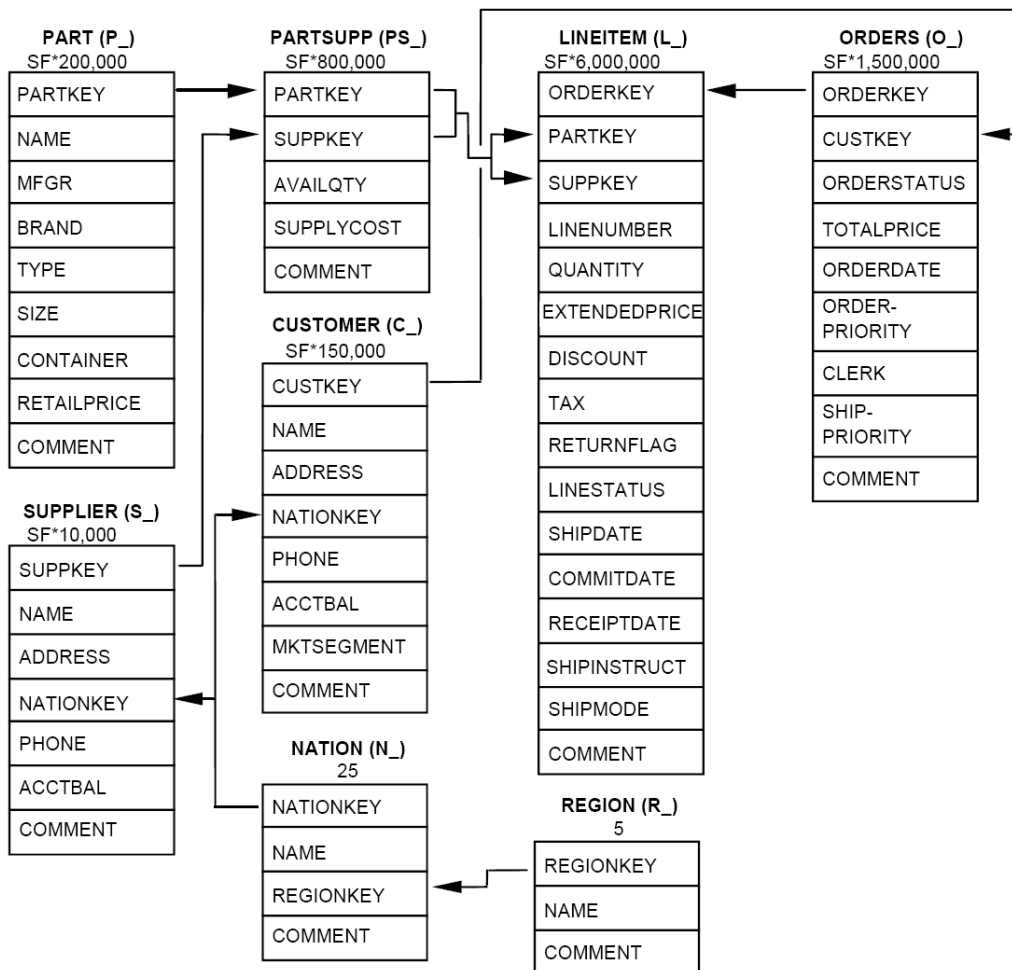 PART (P_)
SF*200,000
PARTKEY
NAME
MFGR
BRAND
TYPE
SIZE
CONTAINER
RETAILPRICE
COMMENT
SUPPLIER (S_)
SF*10,000
SUPPKEY
NAME
ADDRESS
NATIONKEY
PHONE
ACCTBAL
COMMENT
PARTSUPP (PS_)
SF*800,000
PARTKEY
SUPPKEY
AVAILQTY
SUPPLYCOST
COMMENT
CUSTOMER (C_)
SF*150,000
CUSTKEY
NAME
ADDRESS
NATIONKEY
PHONE
ACCTBAL
MKTSEGMENT
COMMENT
NATION (N_)
25
NATIONKEY
NAME
REGIONKEY
COMMENT
LINEITEM (L_)
SF*6,000,000
ORDERKEY
PARTKEY
SUPPKEY
LINENUMBER
QUANTITY
EXTENDEDPRICE
DISCOUNT
TAX
RETURNFLAG
LINESTATUS
SHIPDATE
COMMITDATE
RECEIPTDATE
SHIPINSTRUCT
SHIPMODE
COMMENT
REGION (R_)
5
REGIONKEY
NAME
COMMENT
ORDERS (O_)
SF*1,500,000
ORDERKEY
CUSTKEY
ORDERSTATUS
TOTALPRICE
ORDERDATE
ORDER-
PRIORITY
CLERK
SHIP-
PRIORITY
COMMENT